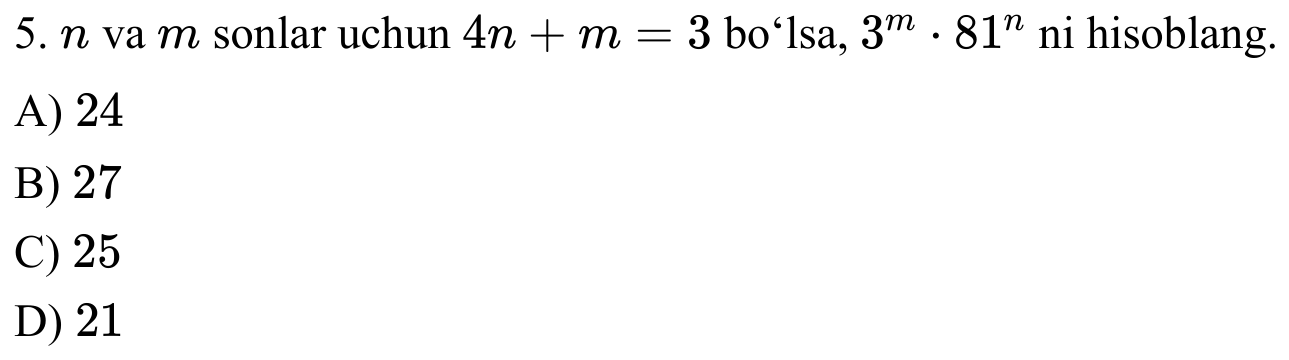 5. n va m sonlar uchun 4n + m = 3 bo‘lsa, 3^m · 81^n ni hisoblang.
A) 24
B) 27
C) 25
D) 21